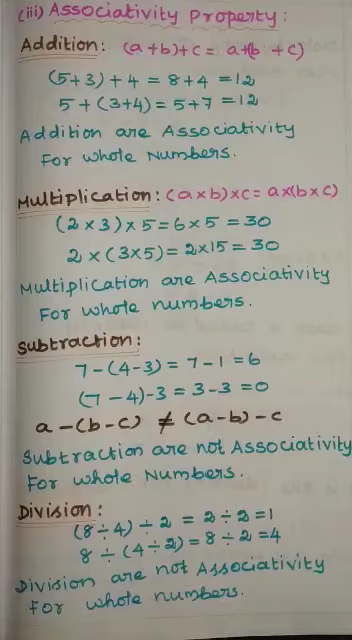 (iii) Associativity Property:
Addition: (a+b)+c = a+(b+c)
(5+3)+4 = 8+4 = 12
5+(3+4) = 5+7 = 12
Addition are Associativity
For whole Numbers.
Multiplication: (a×b)×c = a×(b×c)
(2×3)×5 = 6×5 = 30
2×(3×5) = 2×15 = 30
Multiplication are Associativity
For whole numbers.
Subtraction:
7-(4-3) = 7-1 = 6
(7-4)-3 = 3-3 = 0
a-(b-c) ≠ (a-b)-c
Subtraction are not Associativity
For whole Numbers.
Division:
(8÷4)÷2 = 2÷2 = 1
8÷(4÷2) = 8÷2 = 4
Division are not Associativity
For whole numbers.